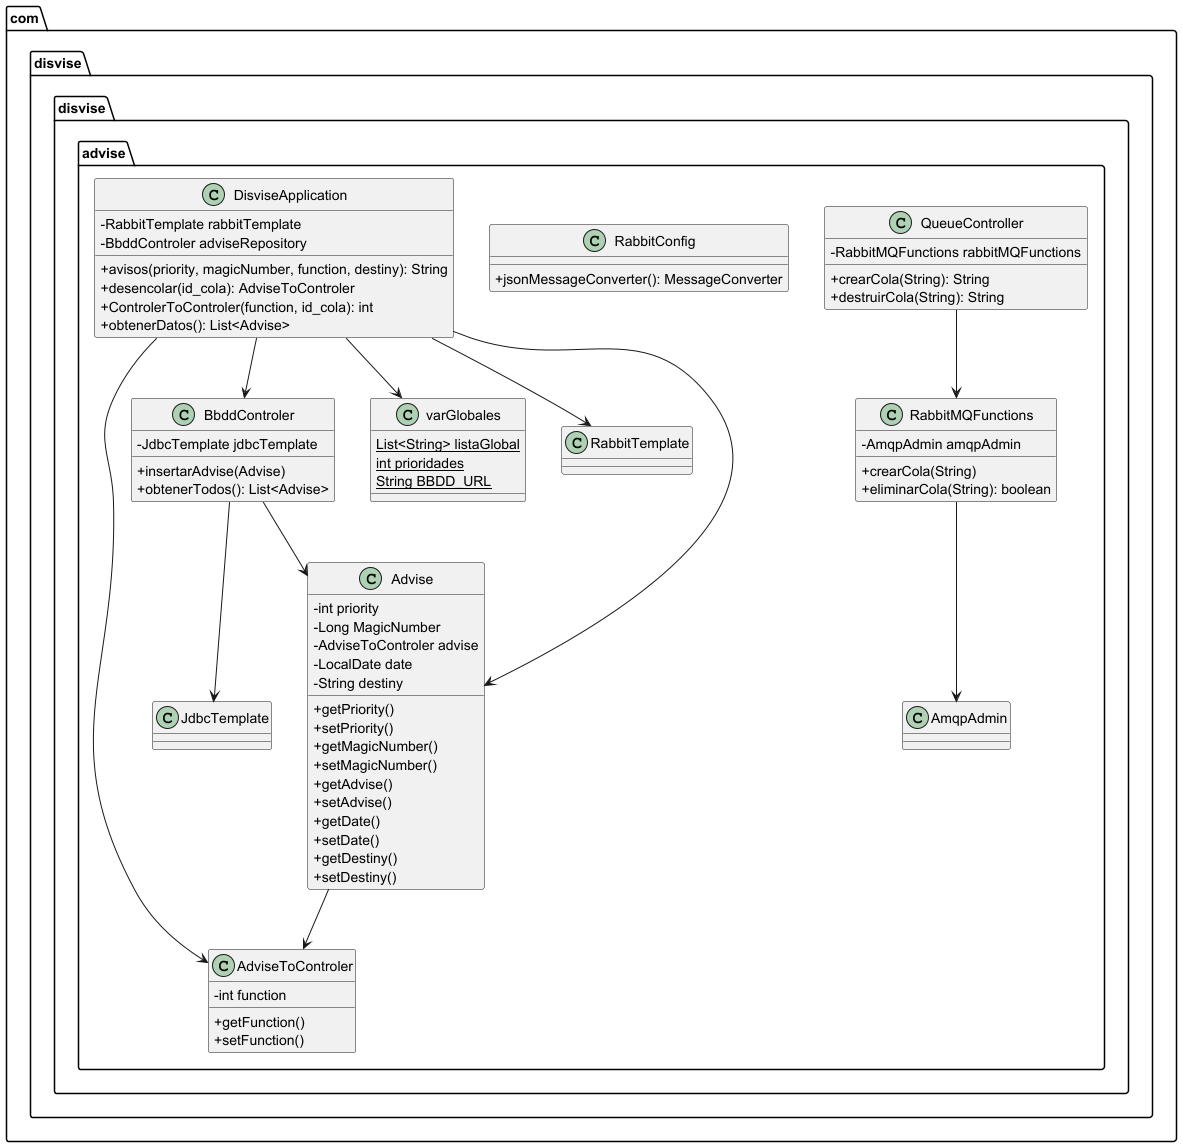 com
disvise
disvise
advise
C DisviseApplication
-RabbitTemplate rabbitTemplate
-BbddControler adviseRepository
+avisos(priority, magicNumber, function, destiny): String
+desencolar(id_cola): AdviseToControler
+ControlerToControler(function, id_cola): int
+obtenerDatos(): List<Advise>
C RabbitConfig
+jsonMessageConverter(): MessageConverter
C QueueController
-RabbitMQFunctions rabbitMQFunctions
+crearCola(String): String
+destruirCola(String): String
C BbddControler
-JdbcTemplate jdbcTemplate
+insertarAdvise(Advise)
+obtenerTodos(): List<Advise>
C varGlobales
List<String> listaGlobal
int prioridades
String BBDD_URL
C RabbitTemplate
C RabbitMQFunctions
-AmqpAdmin amqpAdmin
+crearCola(String)
+eliminarCola(String): boolean
C Advise
-int priority
-Long MagicNumber
-AdviseToControler advise
-LocalDate date
-String destiny
+getPriority()
+setPriority()
+getMagicNumber()
+setMagicNumber()
+getAdvise()
+setAdvise()
+getDate()
+setDate()
+getDestiny()
+setDestiny()
C JdbcTemplate
C AmqpAdmin
C AdviseToControler
-int function
+getFunction()
+setFunction()